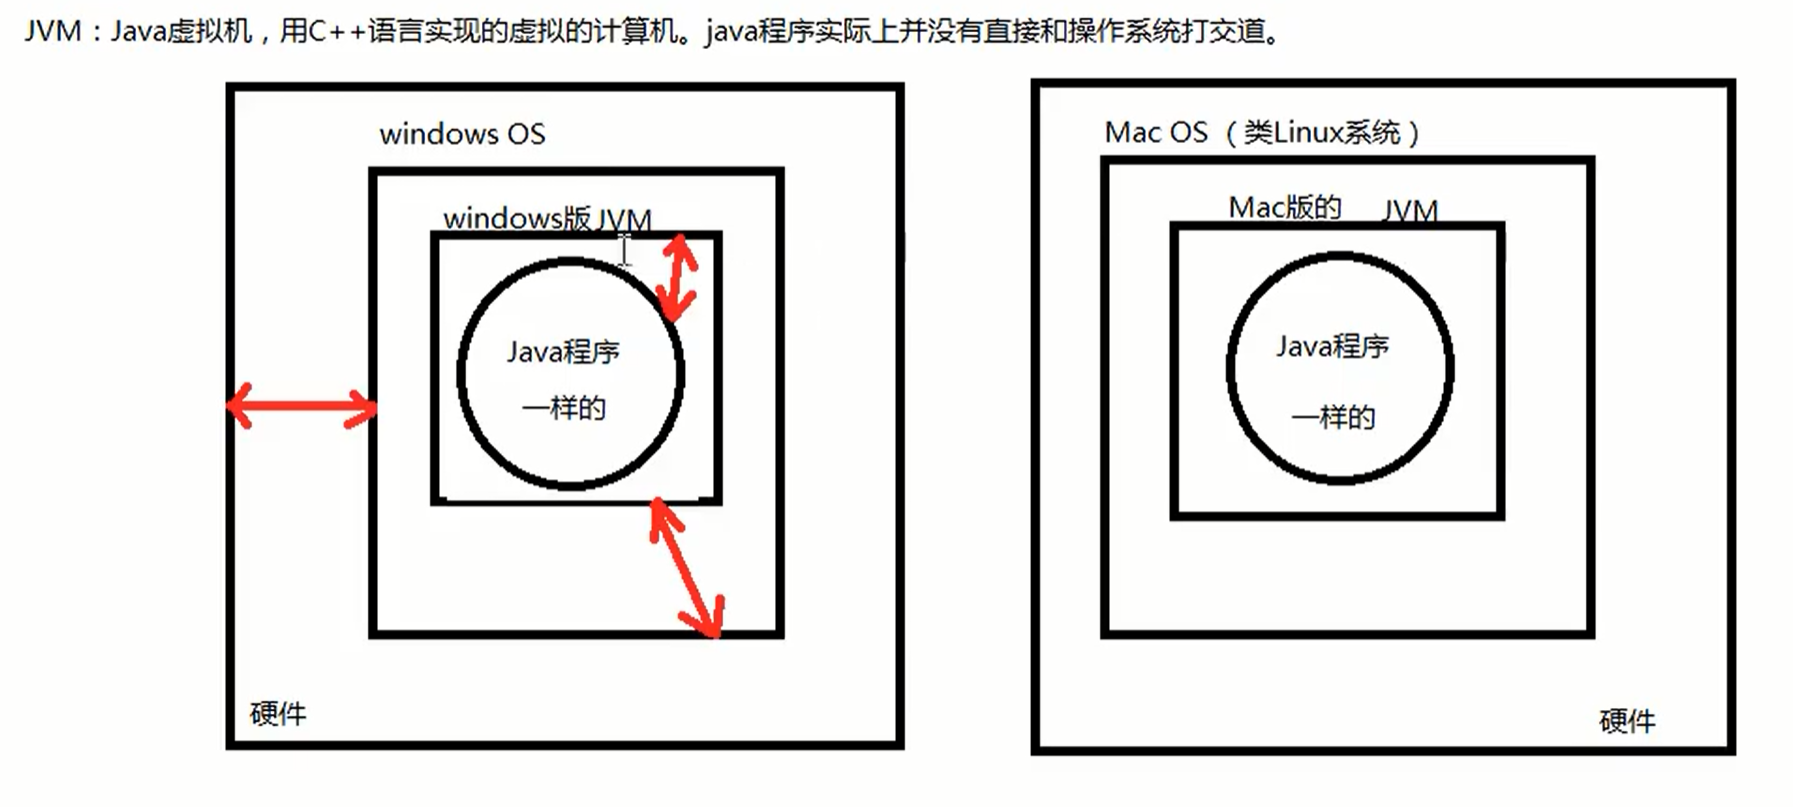 JVM：Java虚拟机，用C++语言实现的虚拟的计算机。java程序实际上并没有直接和操作系统打交道。
windows OS
windows版JVM
Java程序
一样的
硬件
Mac OS（类Linux系统）
Mac版的 JVM
Java程序
一样的
硬件